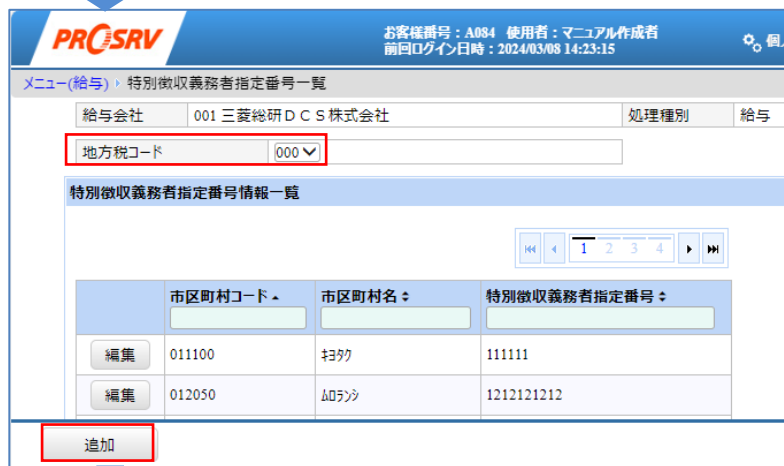 PROSRV
お客様番号：A084 使用者：マニュアル作成者
前回ログイン日時：2024/03/08 14:23:15
メニュー(給与) 特別徴収義務者指定番号一覧
給与会社 001 三菱総研ＤＣＳ株式会社 処理種別 給与
地方税コード 000
特別徴収義務者指定番号情報一覧
1 2 3 4
市区町村コード 市区町村名 特別徴収義務者指定番号
編集 011100 ｷﾖﾀｸ 111111
編集 012050 ﾑﾛﾗﾝｼ 1212121212
追加